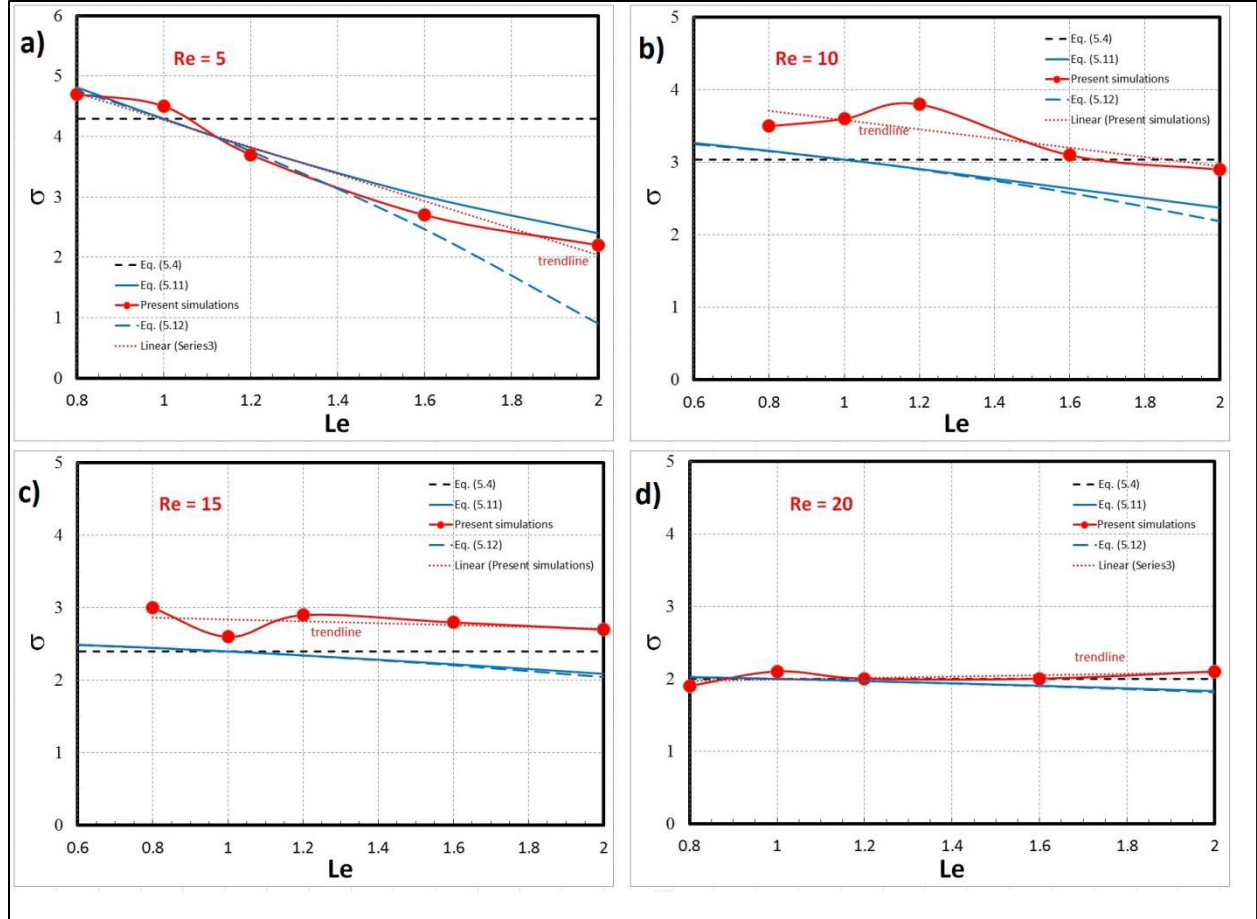 a)
Re = 5
6
5
4
3
2
1
0
σ
trendline
Eq. (5.4)
Eq. (5.11)
Present simulations
Eq. (5.12)
Linear (Series3)
0.8 1 1.2 1.4 1.6 1.8 2
Le
b)
Re = 10
5
4
3
2
1
0
σ
Eq. (5.4)
Eq. (5.11)
Present simulations
Eq. (5.12)
Linear (Present simulations)
trendline
0.6 0.8 1 1.2 1.4 1.6 1.8 2
Le
c)
Re = 15
5
4
3
2
1
0
σ
Eq. (5.4)
Eq. (5.11)
Present simulations
Eq. (5.12)
Linear (Present simulations)
trendline
0.6 0.8 1 1.2 1.4 1.6 1.8 2
Le
d)
Re = 20
5
4
3
2
1
0
σ
Eq. (5.4)
Eq. (5.11)
Present simulations
Eq. (5.12)
Linear (Series3)
trendline
0.8 1 1.2 1.4 1.6 1.8 2
Le